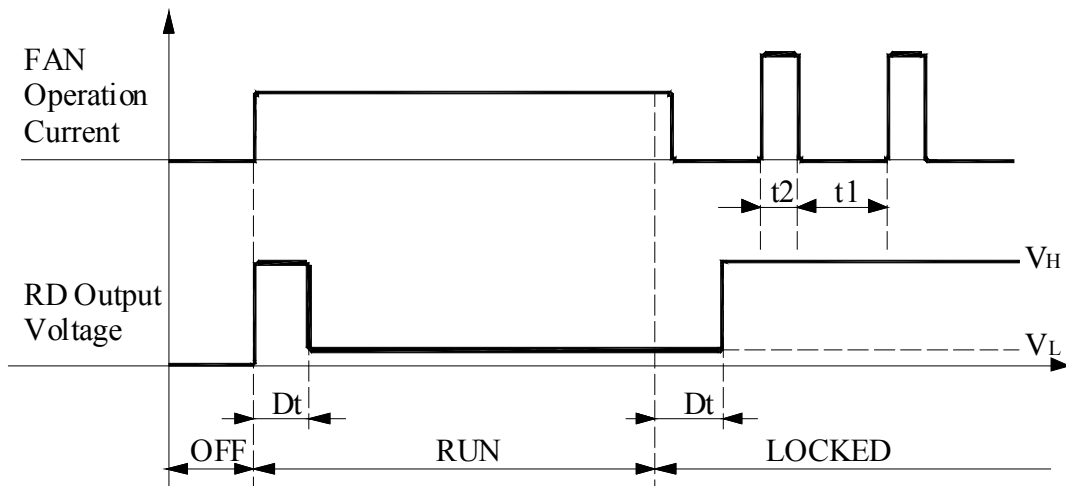 FAN
Operation
Current
t2
t1
VH
RD Output
Voltage
VL
Dt
Dt
OFF
RUN
LOCKED